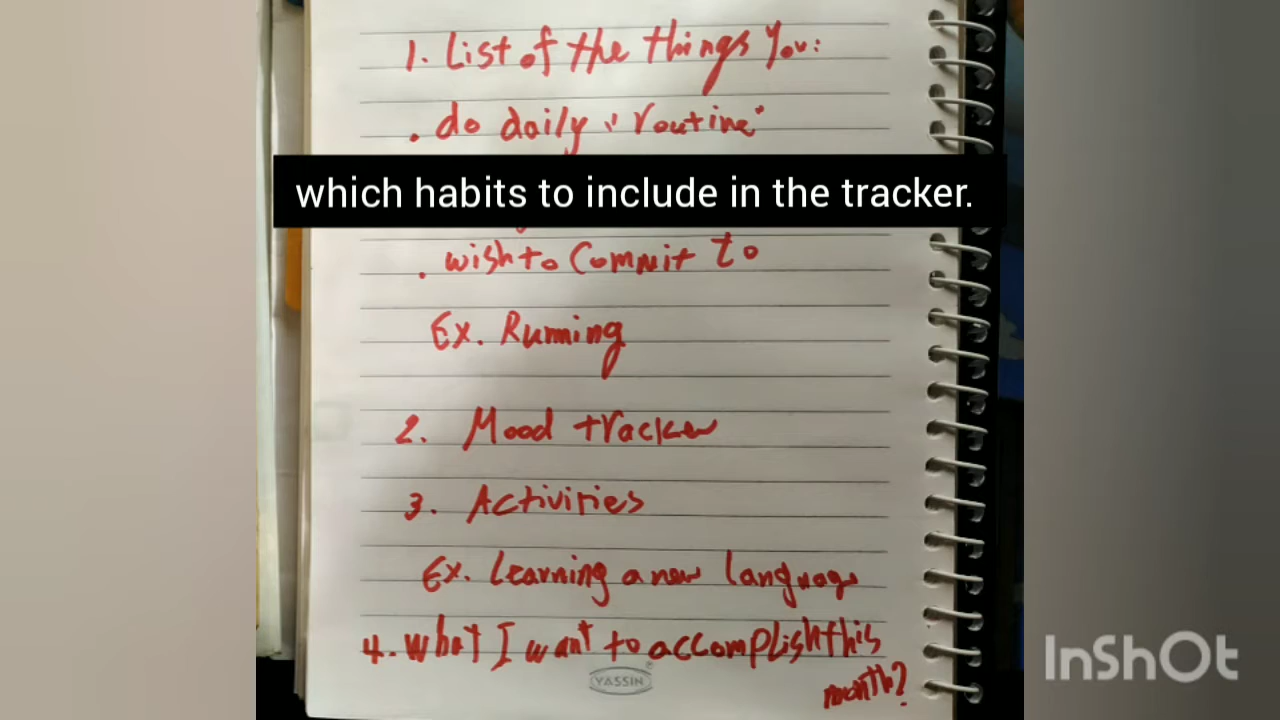 1. List of the things you:
. do daily "routine"
which habits to include in the tracker.
. wish to commit to
Ex. Running
2. Mood tracker
3. Activities
Ex. Learning a new language
4. What I want to accomplish this
month?
YASSIN
InShOt